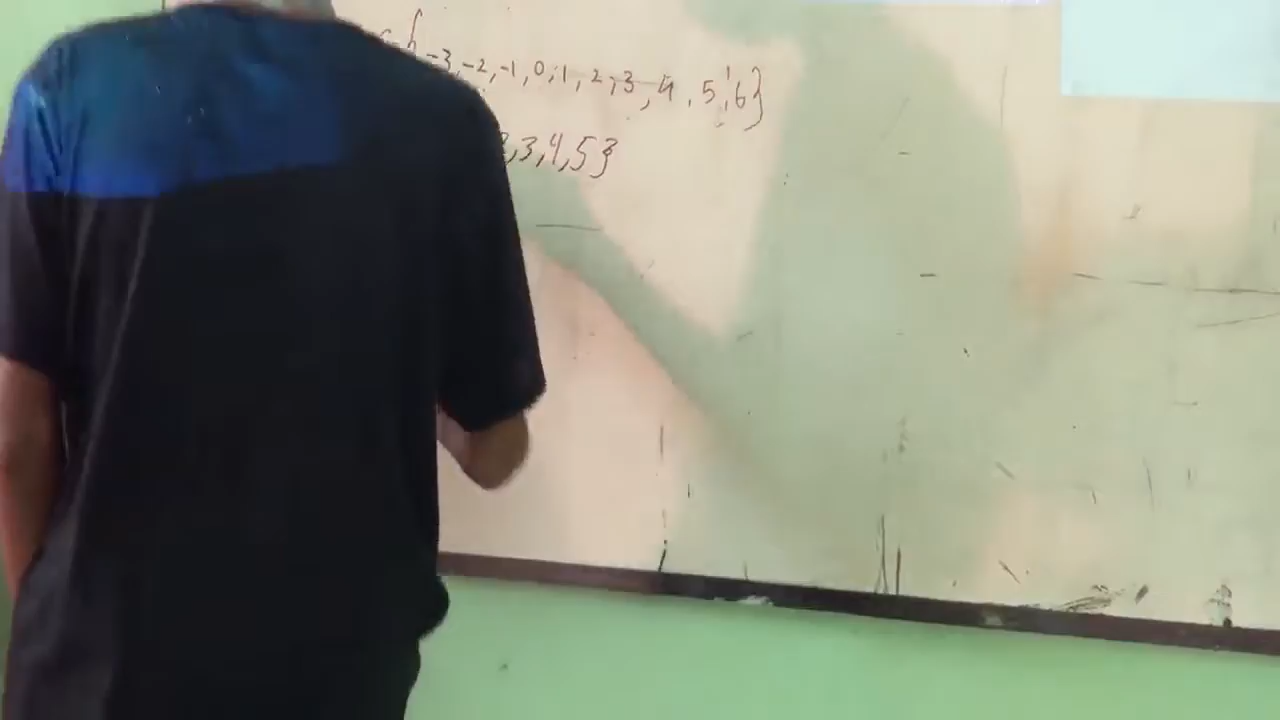 -3, -2, -1, 0, 1, 2, 3, 4, 5, 6}
, 3, 4, 5}